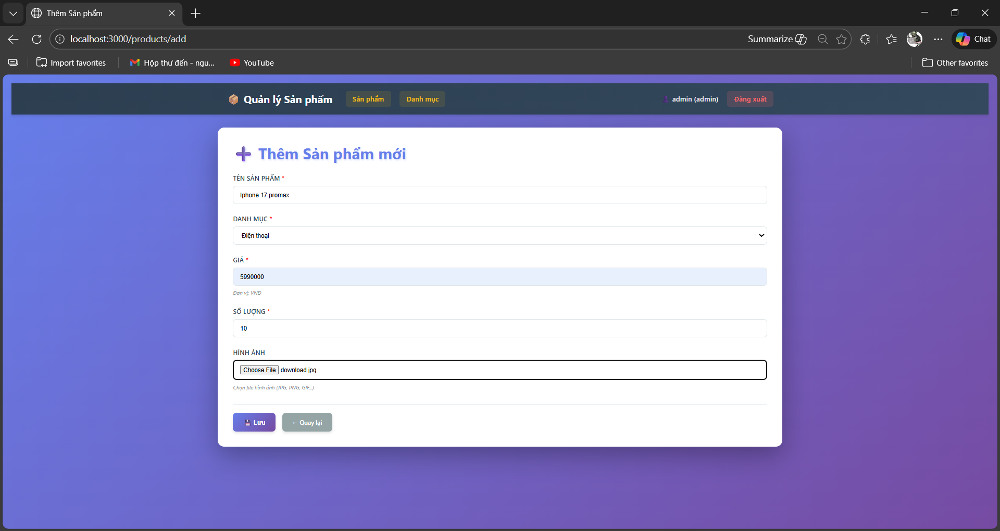 Thêm Sản phẩm
localhost:3000/products/add
Summarize
Chat
Import favorites
Hộp thư đến - ngu...
YouTube
Other favorites
Quản lý Sản phẩm
Sản phẩm
Danh mục
admin (admin)
Đăng xuất
Thêm Sản phẩm mới
TÊN SẢN PHẨM *
Iphone 17 promax
DANH MỤC *
Điện thoại
GIÁ *
5990000
Đơn vị: VNĐ
SỐ LƯỢNG *
10
HÌNH ẢNH
Choose File download.jpg
Chọn file hình ảnh (JPG, PNG, GIF...)
Lưu
← Quay lại